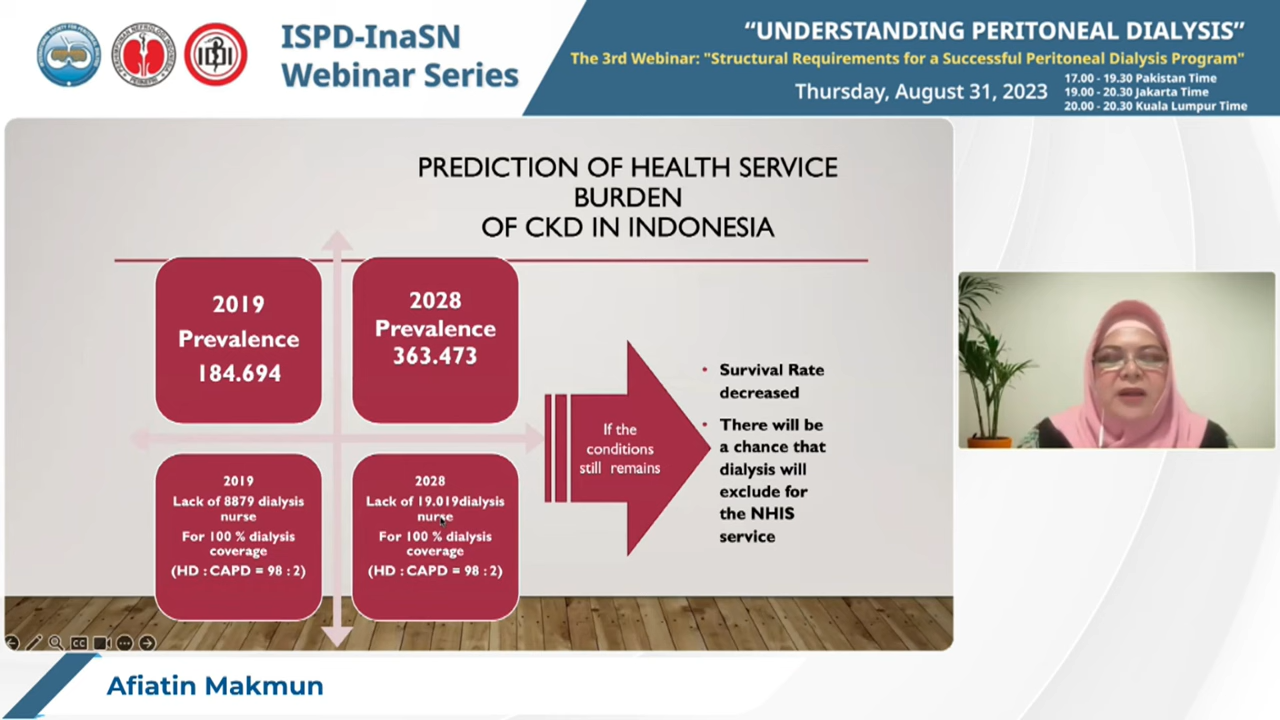 ISPD-InaSN
Webinar Series
“UNDERSTANDING PERITONEAL DIALYSIS”
The 3rd Webinar: "Structural Requirements for a Successful Peritoneal Dialysis Program"
Thursday, August 31, 2023
17.00 - 19.30 Pakistan Time
19.00 - 20.30 Jakarta Time
20.00 - 20.30 Kuala Lumpur Time
PREDICTION OF HEALTH SERVICE
BURDEN
OF CKD IN INDONESIA
2019
Prevalence
184.694
2028
Prevalence
363.473
2019
Lack of 8879 dialysis
nurse
For 100 % dialysis
coverage
(HD : CAPD = 98 : 2)
2028
Lack of 19.019dialysis
nurse
For 100 % dialysis
coverage
(HD : CAPD = 98 : 2)
If the
conditions
still remains
• Survival Rate
decreased
• There will be
a chance that
dialysis will
exclude for
the NHIS
service
CC
Afiatin Makmun